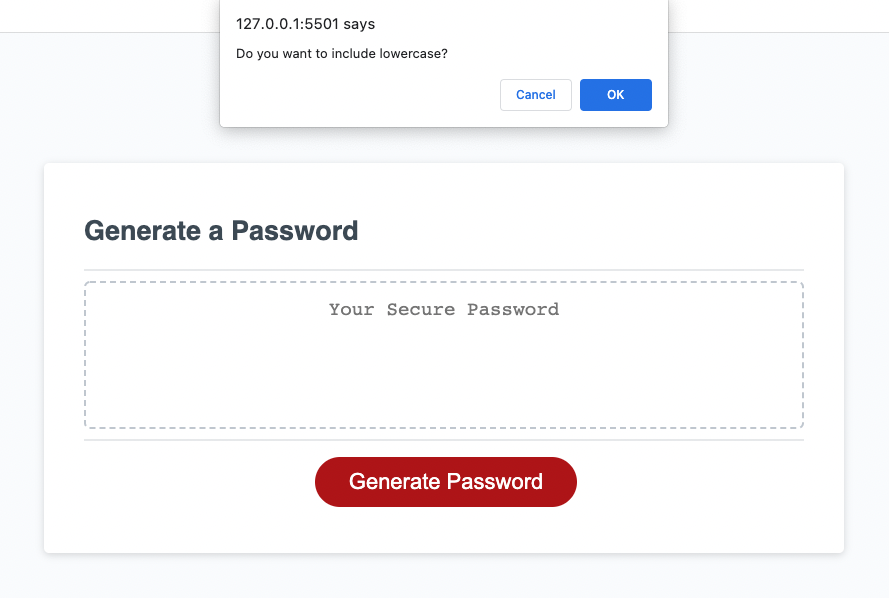 127.0.0.1:5501 says
Do you want to include lowercase?
Cancel
OK
Generate a Password
Your Secure Password
Generate Password